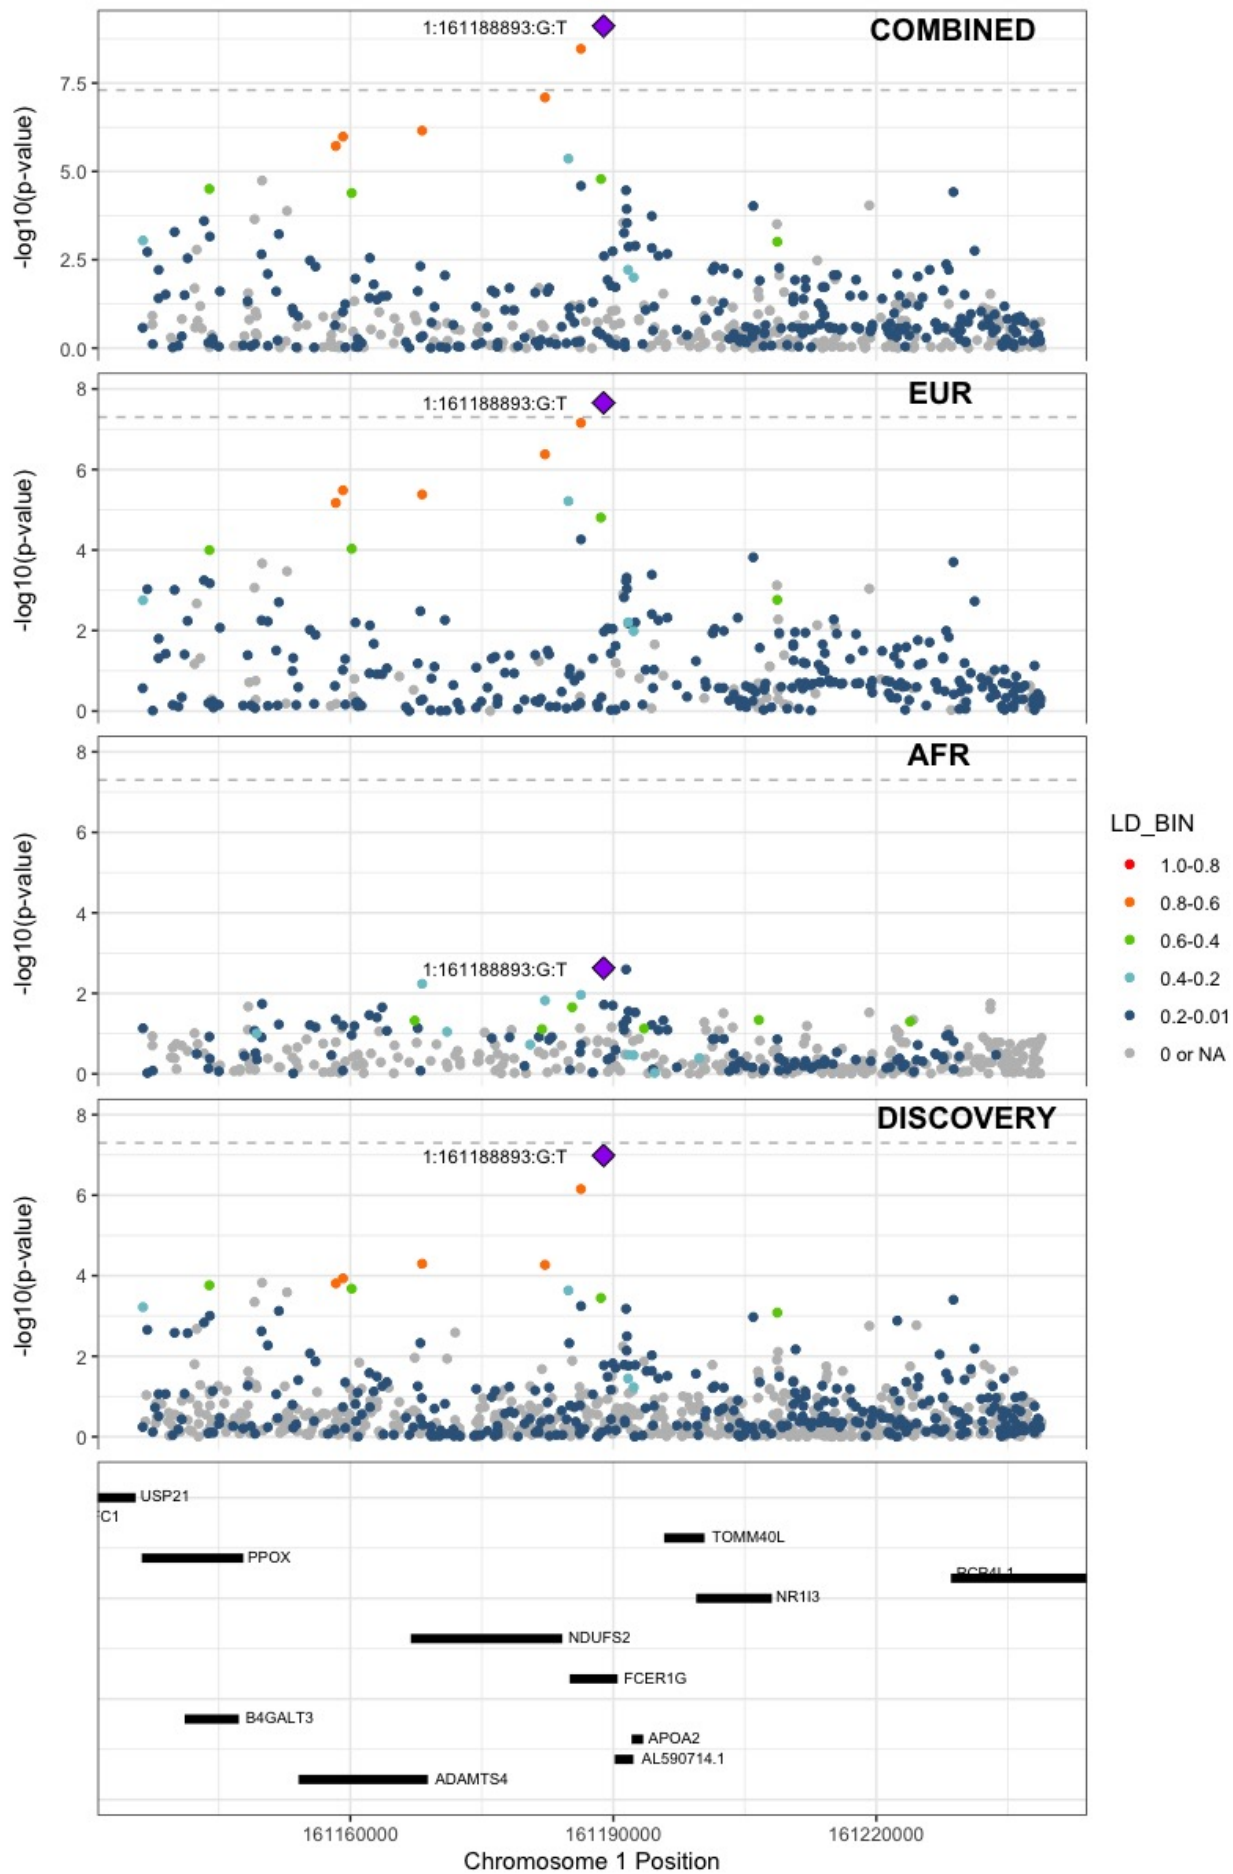 COMBINED
1:161188893:G:T
7.5
5.0
2.5
0.0
-log10(p-value)
EUR
1:161188893:G:T
8
6
4
2
0
-log10(p-value)
AFR
1:161188893:G:T
8
6
4
2
0
-log10(p-value)
DISCOVERY
1:161188893:G:T
8
6
4
2
0
-log10(p-value)
LD_BIN
1.0-0.8
0.8-0.6
0.6-0.4
0.4-0.2
0.2-0.01
0 or NA
USP21
FC1
TOMM40L
PPOX
NR1I3
NDUFS2
FCER1G
B4GALT3
APOA2
AL590714.1
ADAMTS4
161160000 161190000 161220000
Chromosome 1 Position